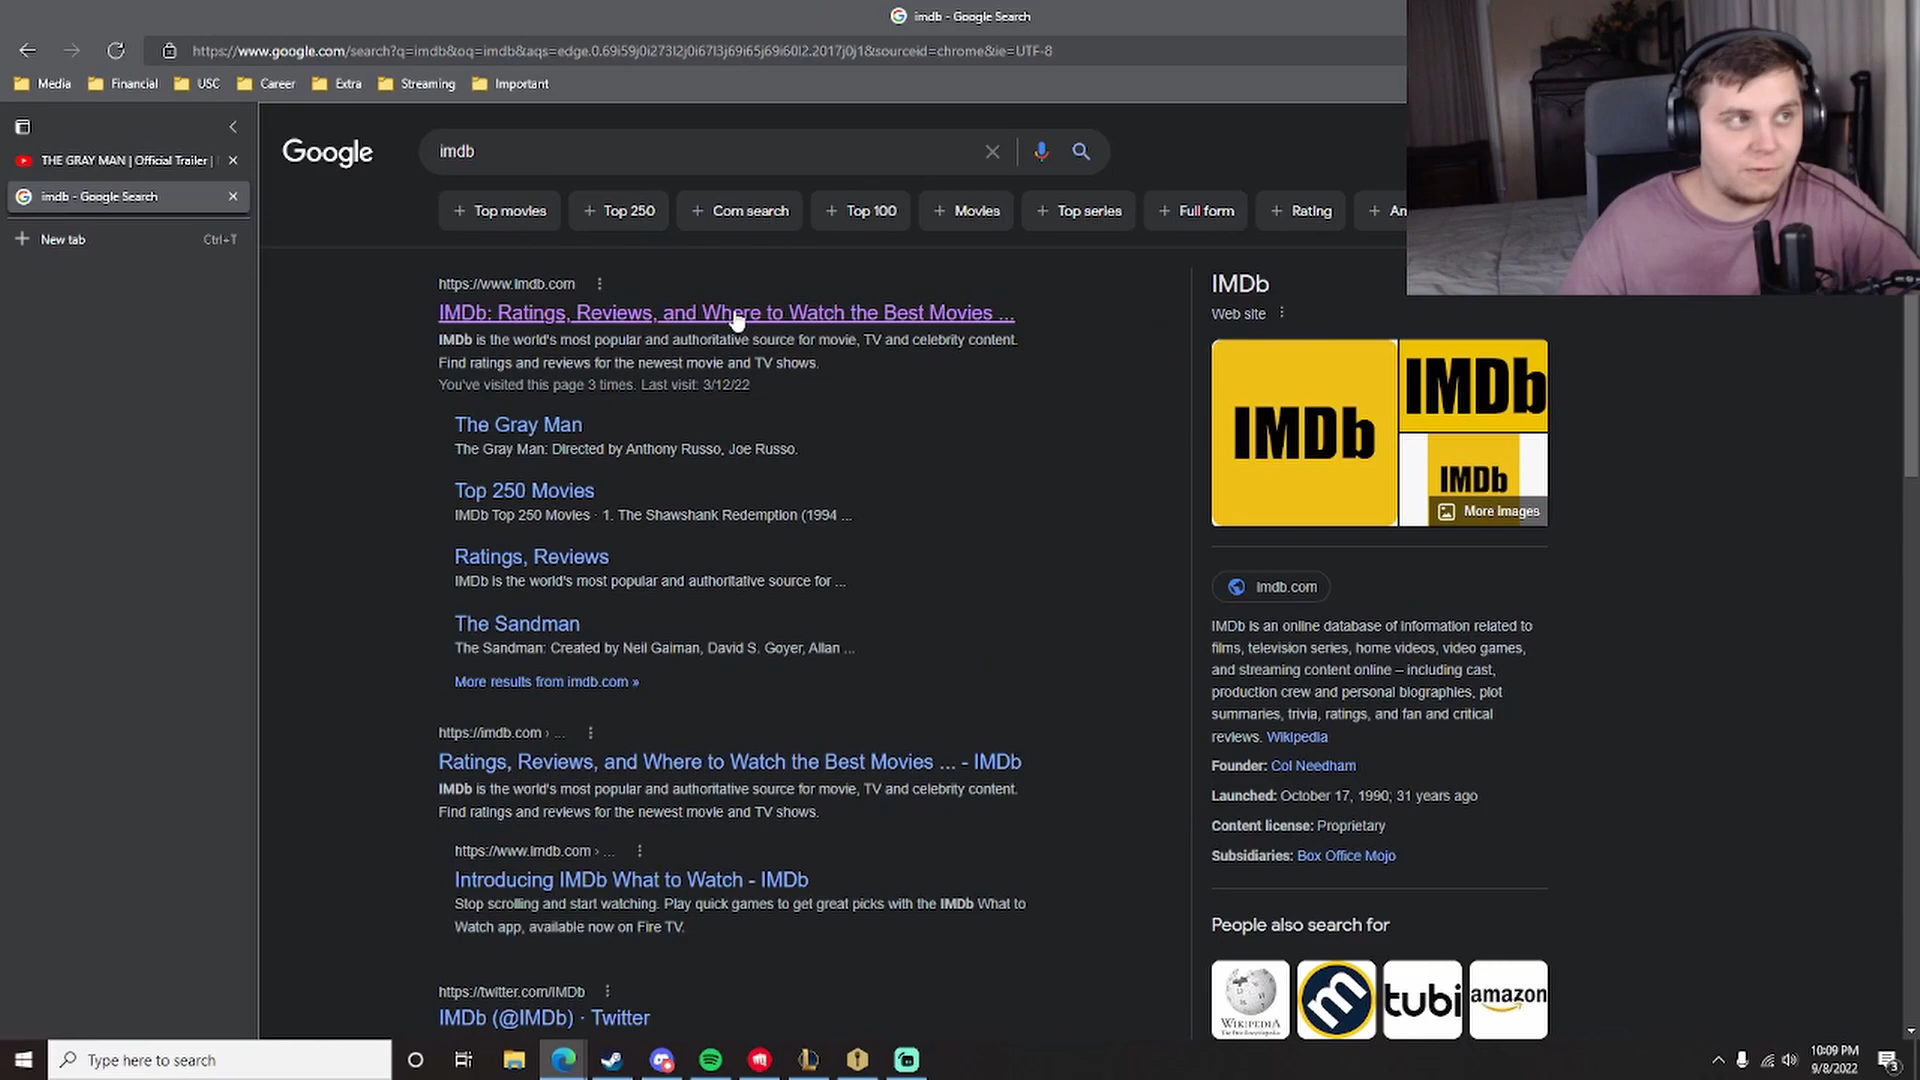 imdb - Google Search
https://www.google.com/search?q=imdb&oq=imdb&aqs=edge.0.69i59j0i273l2j0i67l3j69i65j69i60l2.2017j0j1&sourceid=chrome&ie=UTF-8
Media
Financial
USC
Career
Extra
Streaming
Important
THE GRAY MAN | Official Trailer |
imdb - Google Search
New tab
Ctrl+T
Google
imdb
Top movies
Top 250
Com search
Top 100
Movies
Top series
Full form
Rating
https://www.imdb.com
IMDb: Ratings, Reviews, and Where to Watch the Best Movies ...
IMDb is the world's most popular and authoritative source for movie, TV and celebrity content.
Find ratings and reviews for the newest movie and TV shows.
You've visited this page 3 times. Last visit: 3/12/22
The Gray Man
The Gray Man: Directed by Anthony Russo, Joe Russo.
Top 250 Movies
IMDb Top 250 Movies · 1. The Shawshank Redemption (1994 ...
Ratings, Reviews
IMDb is the world's most popular and authoritative source for ...
The Sandman
The Sandman: Created by Neil Gaiman, David S. Goyer, Allan ...
More results from imdb.com »
https://imdb.com › ...
Ratings, Reviews, and Where to Watch the Best Movies ... - IMDb
IMDb is the world's most popular and authoritative source for movie, TV and celebrity content.
Find ratings and reviews for the newest movie and TV shows.
https://www.imdb.com › ...
Introducing IMDb What to Watch - IMDb
Stop scrolling and start watching. Play quick games to get great picks with the IMDb What to
Watch app, available now on Fire TV.
https://twitter.com/IMDb
IMDb (@IMDb) · Twitter
IMDb
Web site
IMDb
IMDb
IMDb
More images
imdb.com
IMDb is an online database of information related to
films, television series, home videos, video games,
and streaming content online – including cast,
production crew and personal biographies, plot
summaries, trivia, ratings, and fan and critical
reviews. Wikipedia
Founder: Col Needham
Launched: October 17, 1990; 31 years ago
Content license: Proprietary
Subsidiaries: Box Office Mojo
People also search for
WIKIPEDIA
m
tubi
amazon
Type here to search
10:09 PM
9/8/2022
3